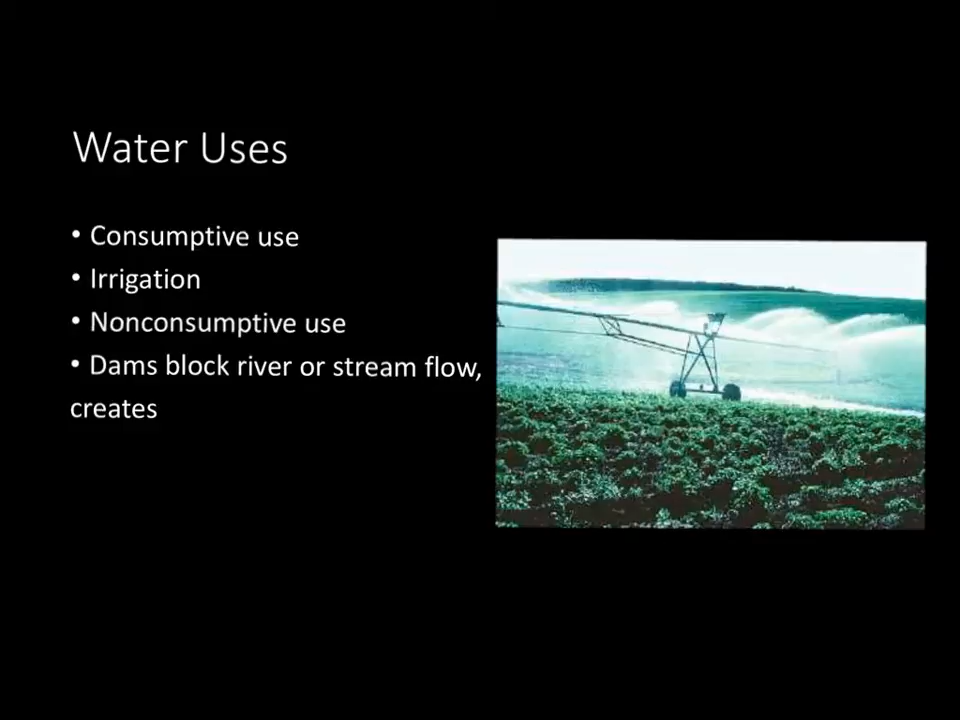 Water Uses
• Consumptive use
• Irrigation
• Nonconsumptive use
• Dams block river or stream flow,
creates